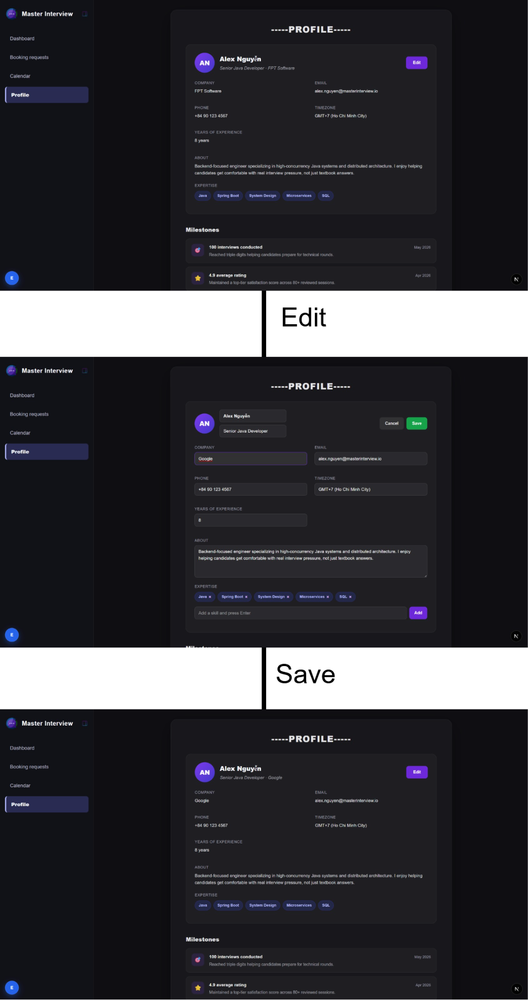 Master Interview
Dashboard
Booking requests
Calendar
Profile
E
-----PROFILE-----
AN
Alex Nguyễn
Senior Java Developer · FPT Software
Edit
COMPANY
FPT Software
EMAIL
alex.nguyen@masterinterview.io
PHONE
+84 90 123 4567
TIMEZONE
GMT+7 (Ho Chi Minh City)
YEARS OF EXPERIENCE
8 years
ABOUT
Backend-focused engineer specializing in high-concurrency Java systems and distributed architecture. I enjoy helping
candidates get comfortable with real interview pressure, not just textbook answers.
EXPERTISE
Java Spring Boot System Design Microservices SQL
Milestones
100 interviews conducted
May 2026
Reached triple digits helping candidates prepare for technical rounds.
4.9 average rating
Apr 2026
Maintained a top-tier satisfaction score across 80+ reviewed sessions.
N
Edit
Master Interview
Dashboard
Booking requests
Calendar
Profile
E
-----PROFILE-----
AN
Alex Nguyễn
Senior Java Developer
Cancel
Save
COMPANY
Google
EMAIL
alex.nguyen@masterinterview.io
PHONE
+84 90 123 4567
TIMEZONE
GMT+7 (Ho Chi Minh City)
YEARS OF EXPERIENCE
8
ABOUT
Backend-focused engineer specializing in high-concurrency Java systems and distributed architecture. I enjoy
helping candidates get comfortable with real interview pressure, not just textbook answers.
EXPERTISE
Java × Spring Boot × System Design × Microservices × SQL ×
Add a skill and press Enter
Add
Milestones
N
Save
Master Interview
Dashboard
Booking requests
Calendar
Profile
E
-----PROFILE-----
AN
Alex Nguyễn
Senior Java Developer · Google
Edit
COMPANY
Google
EMAIL
alex.nguyen@masterinterview.io
PHONE
+84 90 123 4567
TIMEZONE
GMT+7 (Ho Chi Minh City)
YEARS OF EXPERIENCE
8 years
ABOUT
Backend-focused engineer specializing in high-concurrency Java systems and distributed architecture. I enjoy helping
candidates get comfortable with real interview pressure, not just textbook answers.
EXPERTISE
Java Spring Boot System Design Microservices SQL
Milestones
100 interviews conducted
May 2026
Reached triple digits helping candidates prepare for technical rounds.
4.9 average rating
Apr 2026
Maintained a top-tier satisfaction score across 80+ reviewed sessions.
N